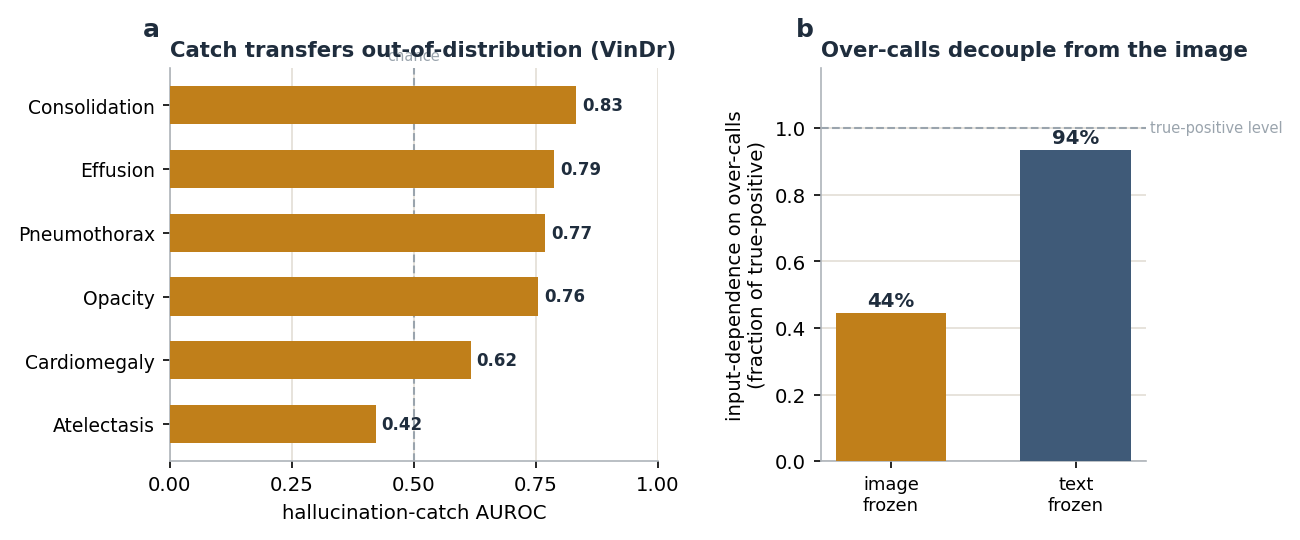 a
Catch transfers out-of-distribution (VinDr)
chance
Consolidation 0.83
Effusion 0.79
Pneumothorax 0.77
Opacity 0.76
Cardiomegaly 0.62
Atelectasis 0.42
0.00 0.25 0.50 0.75 1.00
hallucination-catch AUROC
b
Over-calls decouple from the image
input-dependence on over-calls
(fraction of true-positive)
1.0
0.8
0.6
0.4
0.2
0.0
true-positive level
44%
94%
image
frozen
text
frozen